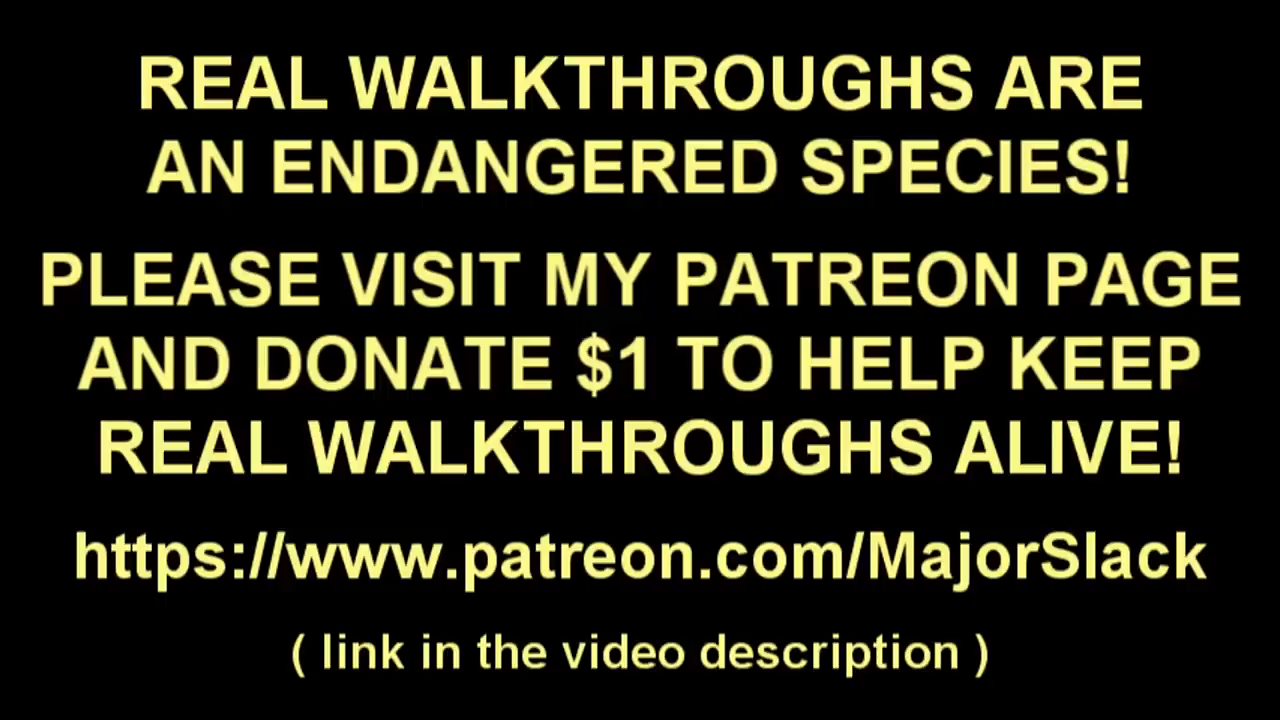 REAL WALKTHROUGHS ARE
AN ENDANGERED SPECIES!
PLEASE VISIT MY PATREON PAGE
AND DONATE $1 TO HELP KEEP
REAL WALKTHROUGHS ALIVE!
https://www.patreon.com/MajorSlack
( link in the video description )